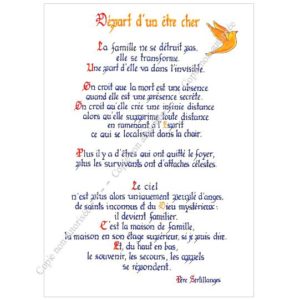 Départ d'un être cher
La famille ne se détruit pas,
elle se transforme.
Une part d'elle va dans l'invisible.
On croit que la mort est une absence
quand elle est une présence secrète.
On croit qu'elle crée une infinie distance
alors qu'elle supprime toute distance
en ramenant à l'Esprit
ce qui se localisait dans la chair.
Plus il y a d'êtres qui ont quitté le foyer,
plus les survivants ont d'attaches célestes.
Le ciel
n'est plus alors uniquement peuplé d'anges,
de saints inconnus du Dieu mystérieux:
il devient familier.
C'est la maison de famille,
la maison en son étage supérieur, si je puis dire.
Et, du haut en bas,
le souvenir, les secours, les appels
se répondent.
Père Sertillanges